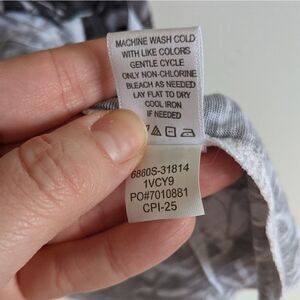 MACHINE WASH COLD
WITH LIKE COLORS
GENTLE CYCLE
ONLY NON-CHLORINE
BLEACH AS NEEDED
LAY FLAT TO DRY
COOL IRON
IF NEEDED
6860S-31814
1VCY9
PO#7010881
CPI-25